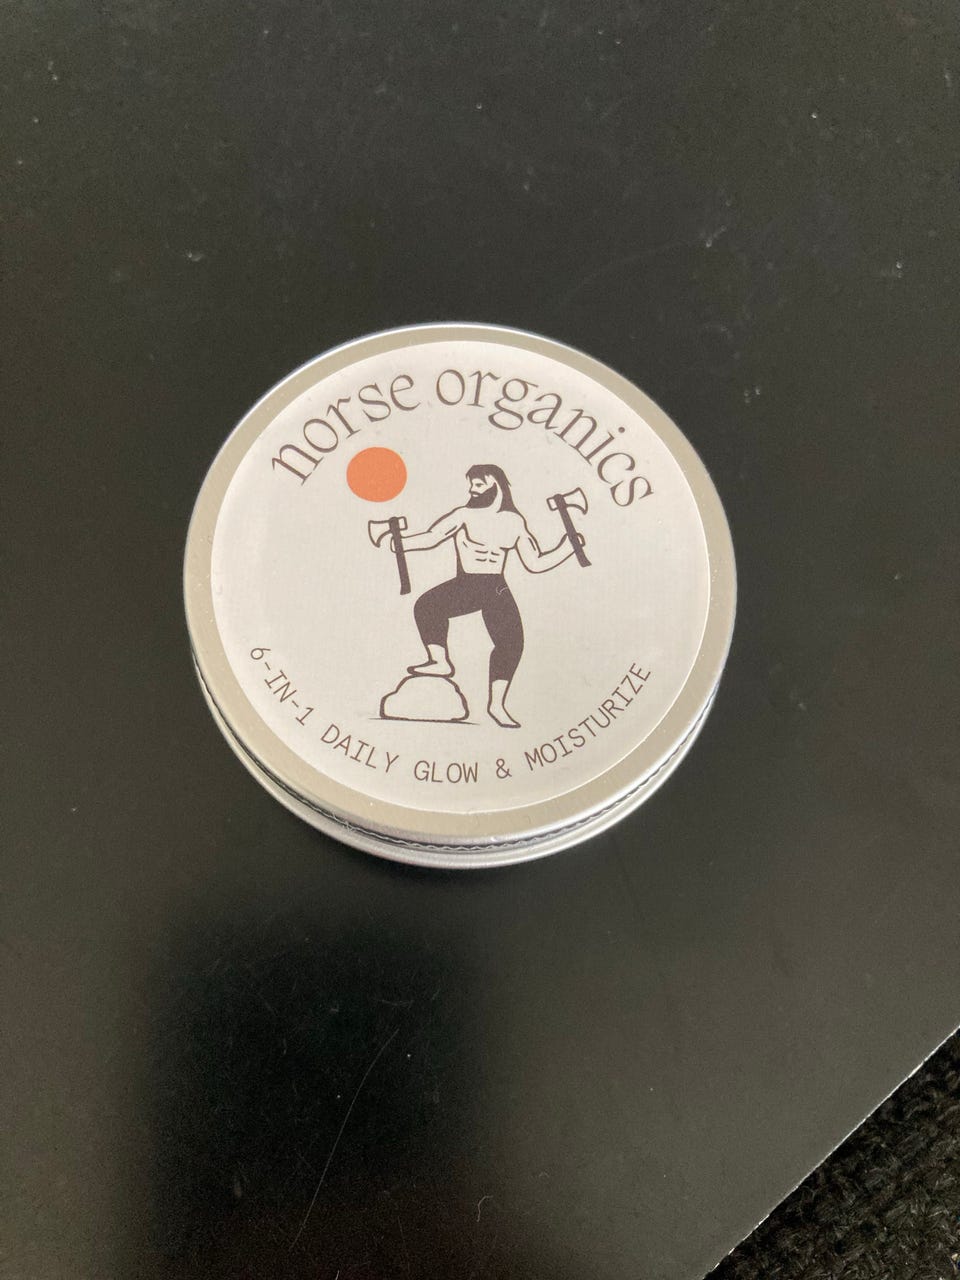 norse organics
6-IN-1 DAILY GLOW & MOISTURIZE